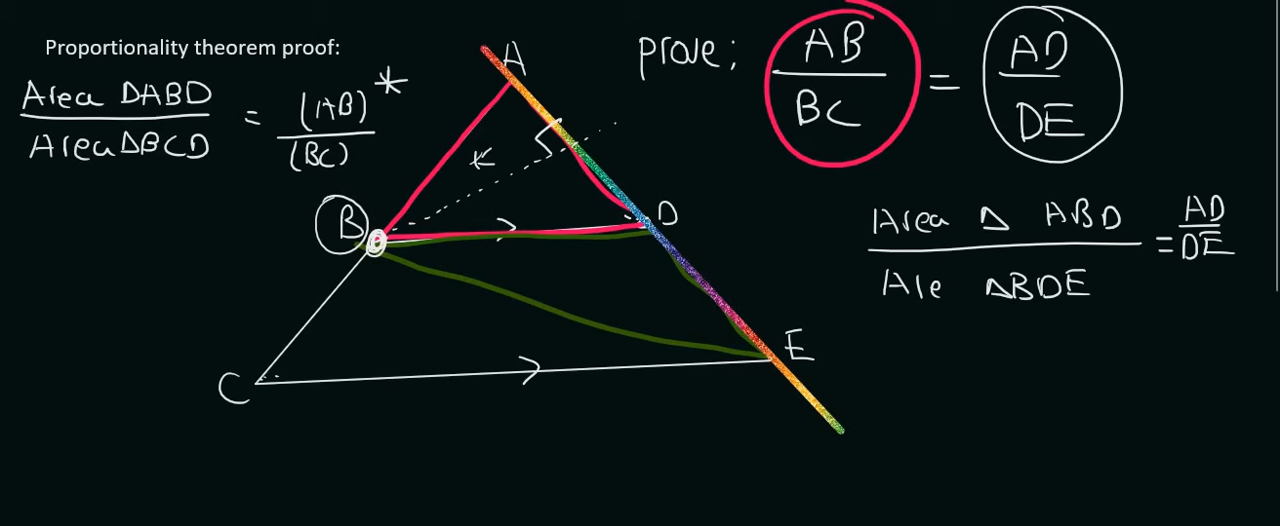 Proportionality theorem proof:
Area DABD = (AB) *
Area ΔBCD (BC)
Prove; AB = AD
BC DE
Area Δ ABD = AD
Are ΔBDE DE
A
K
B
D
E
C